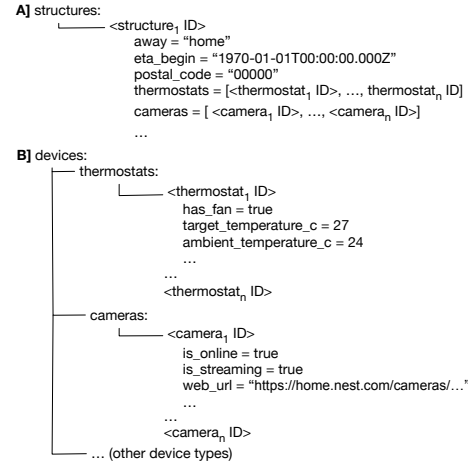 A] structures:
<structure1 ID>
away = “home”
eta_begin = “1970-01-01T00:00:00.000Z”
postal_code = “00000”
thermostats = [<thermostat1 ID>, ..., thermostatn ID]
cameras = [ <camera1 ID>, ..., <cameran ID>]
...
B] devices:
thermostats:
<thermostat1 ID>
has_fan = true
target_temperature_c = 27
ambient_temperature_c = 24
...
...
<thermostatn ID>
cameras:
<camera1 ID>
is_online = true
is_streaming = true
web_url = “https://home.nest.com/cameras/...”
...
...
<cameran ID>
... (other device types)